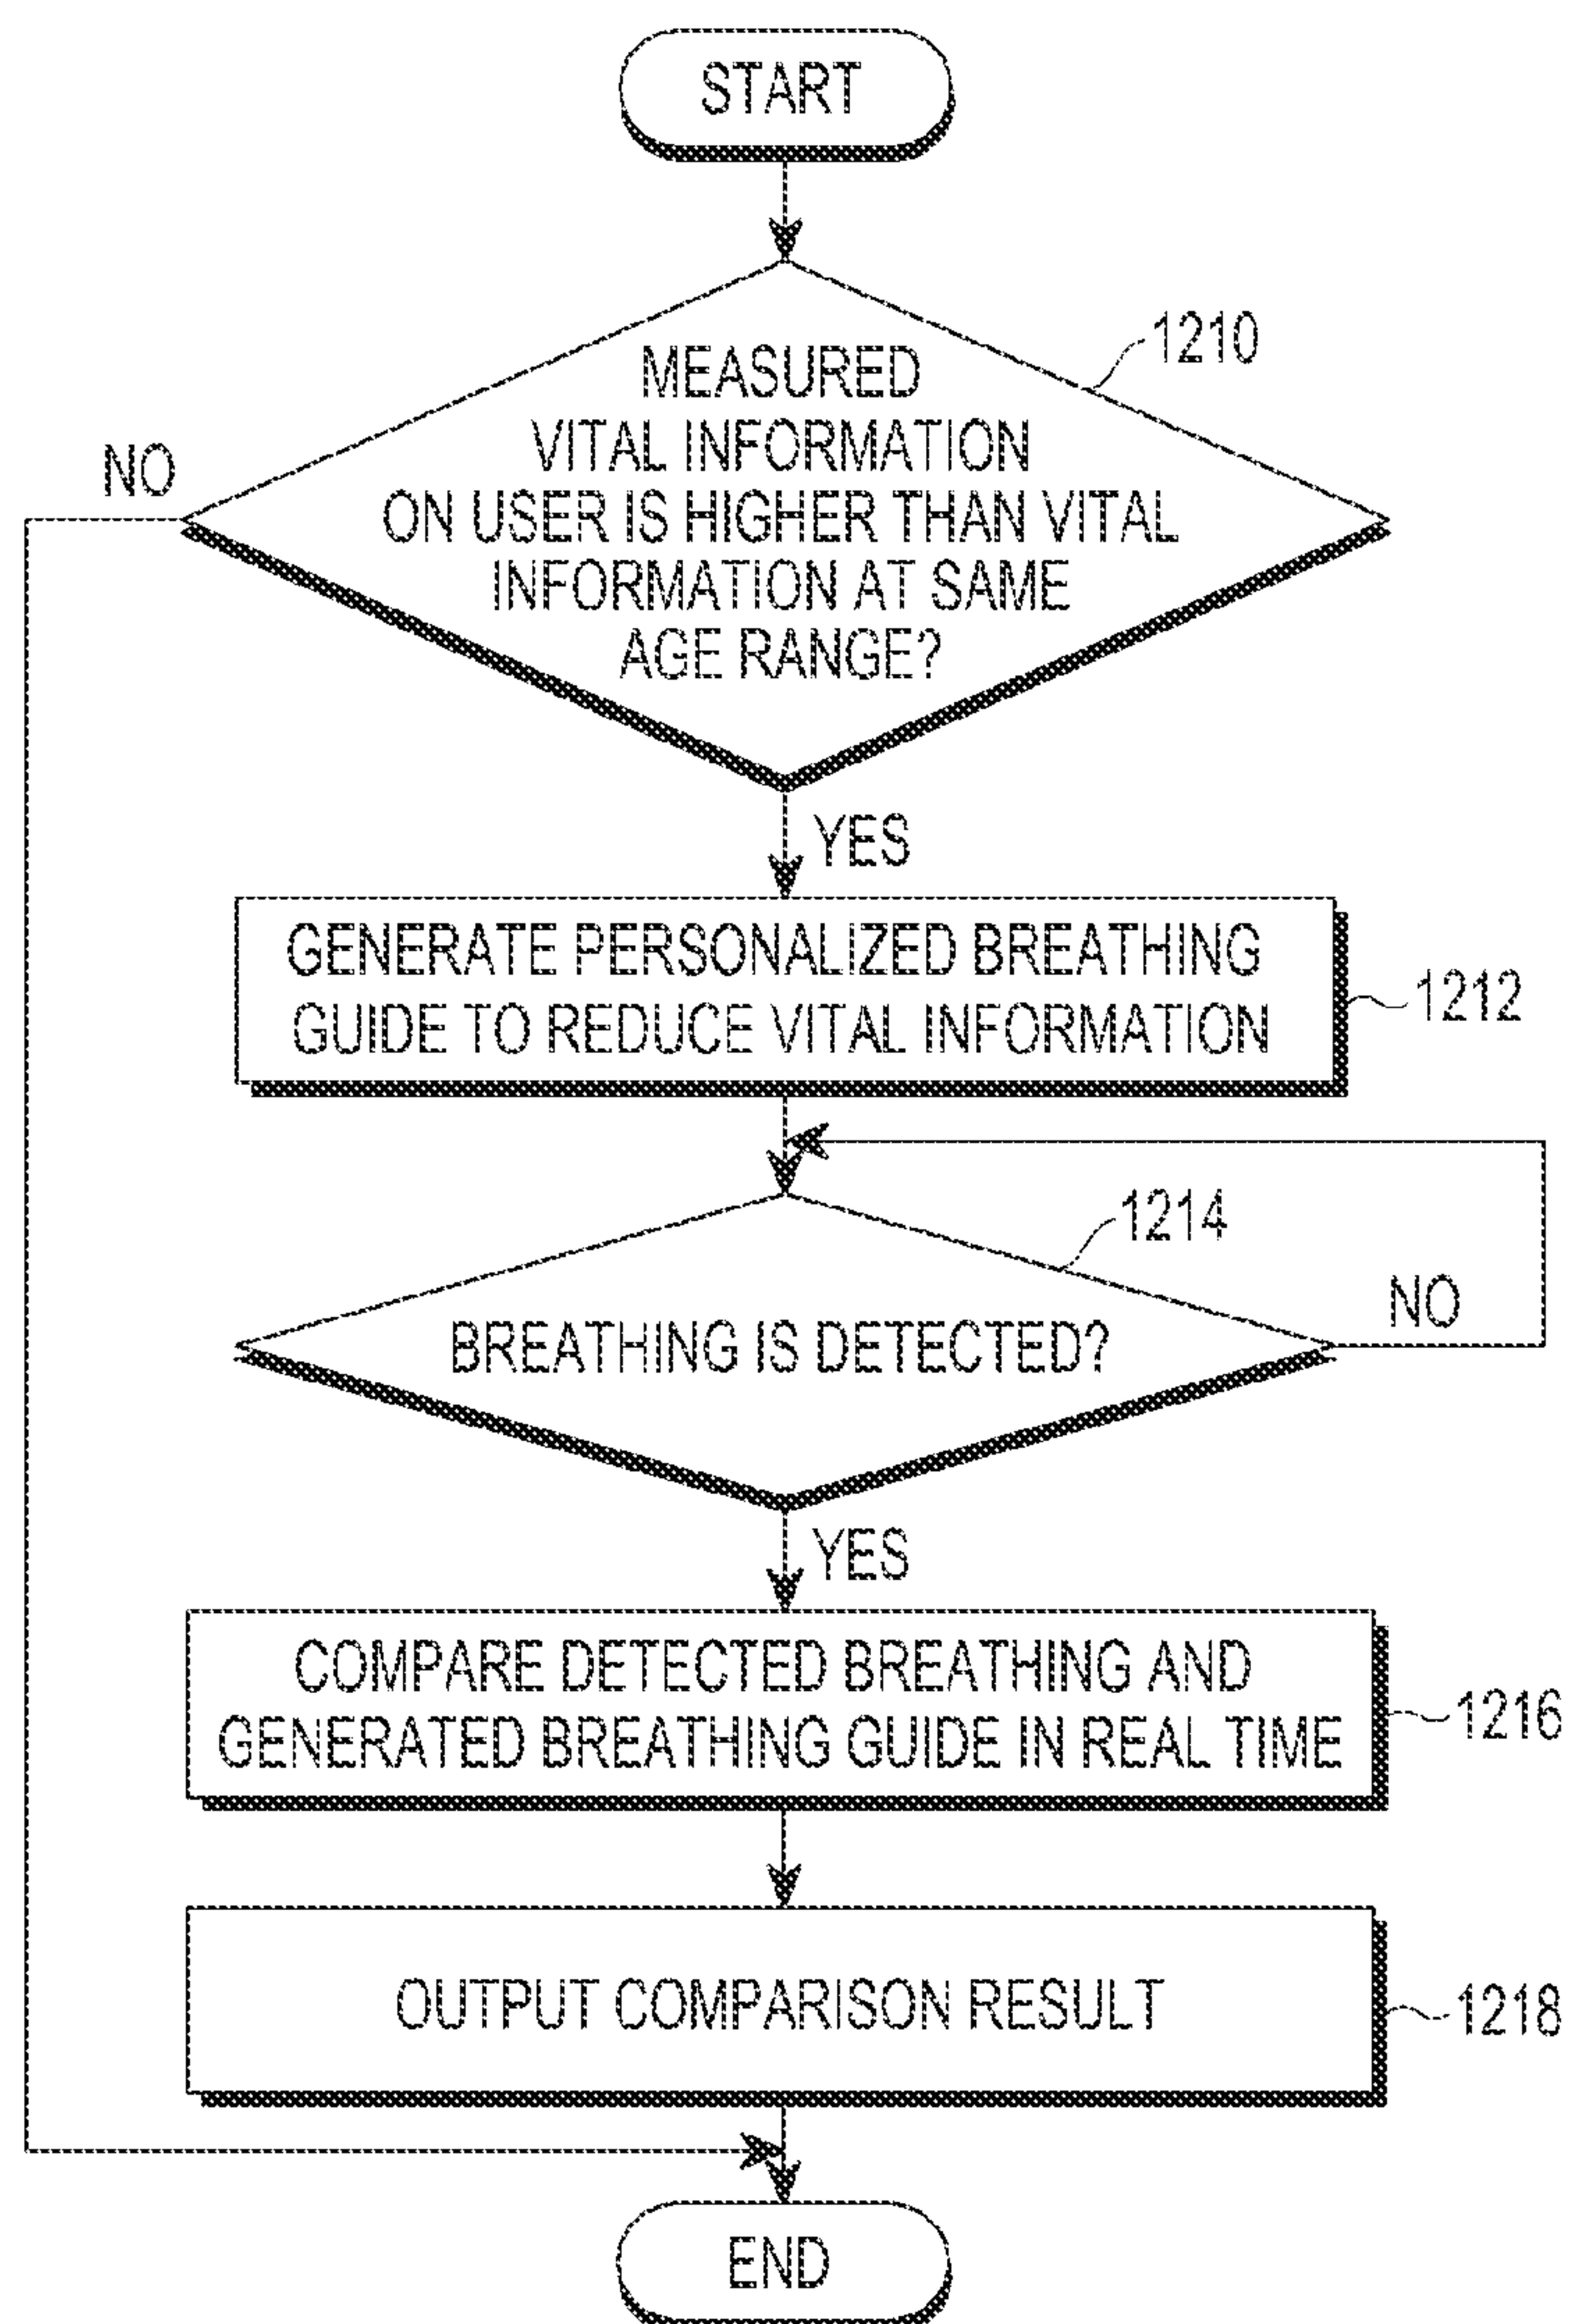 START
1210
MEASURED
VITAL INFORMATION
NO
ON USER IS HIGHER THAN VITAL
INFORMATION AT SAME
AGE RANGE?
YES
GENERATE PERSONALIZED BREATHING
GUIDE TO REDUCE VITAL INFORMATION
1212
1214
NO
BREATHING IS DETECTED?
YES
COMPARE DETECTED BREATHING AND
GENERATED BREATHING GUIDE IN REAL TIME
1216
OUTPUT COMPARISON RESULT
1218
END